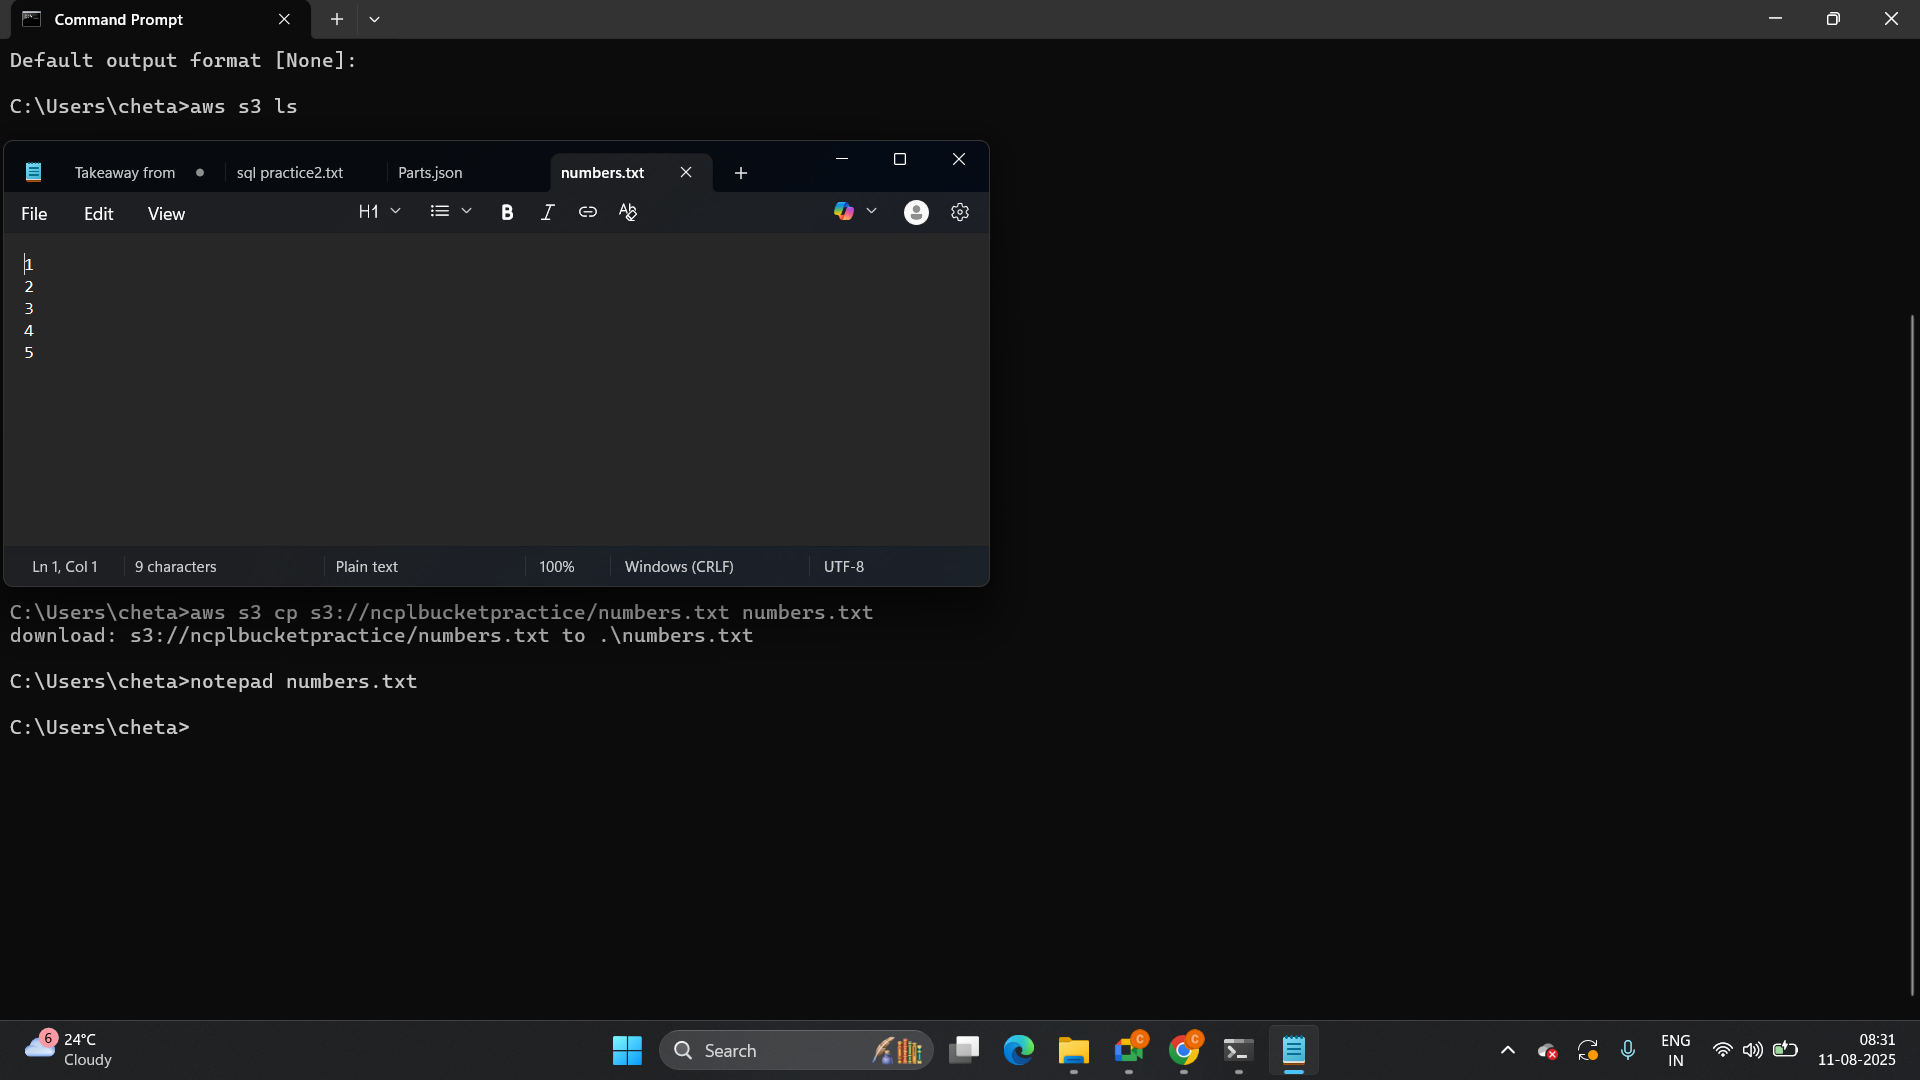 Command Prompt
Default output format [None]:
C:\Users\cheta>aws s3 ls
Takeaway from
sql practice2.txt
Parts.json
numbers.txt
File
Edit
View
H1
1
2
3
4
5
Ln 1, Col 1
9 characters
Plain text
100%
Windows (CRLF)
UTF-8
C:\Users\cheta>aws s3 cp s3://ncplbucketpractice/numbers.txt numbers.txt
download: s3://ncplbucketpractice/numbers.txt to .\numbers.txt
C:\Users\cheta>notepad numbers.txt
C:\Users\cheta>
6
24°C
Cloudy
Search
C
C
ENG
IN
08:31
11-08-2025